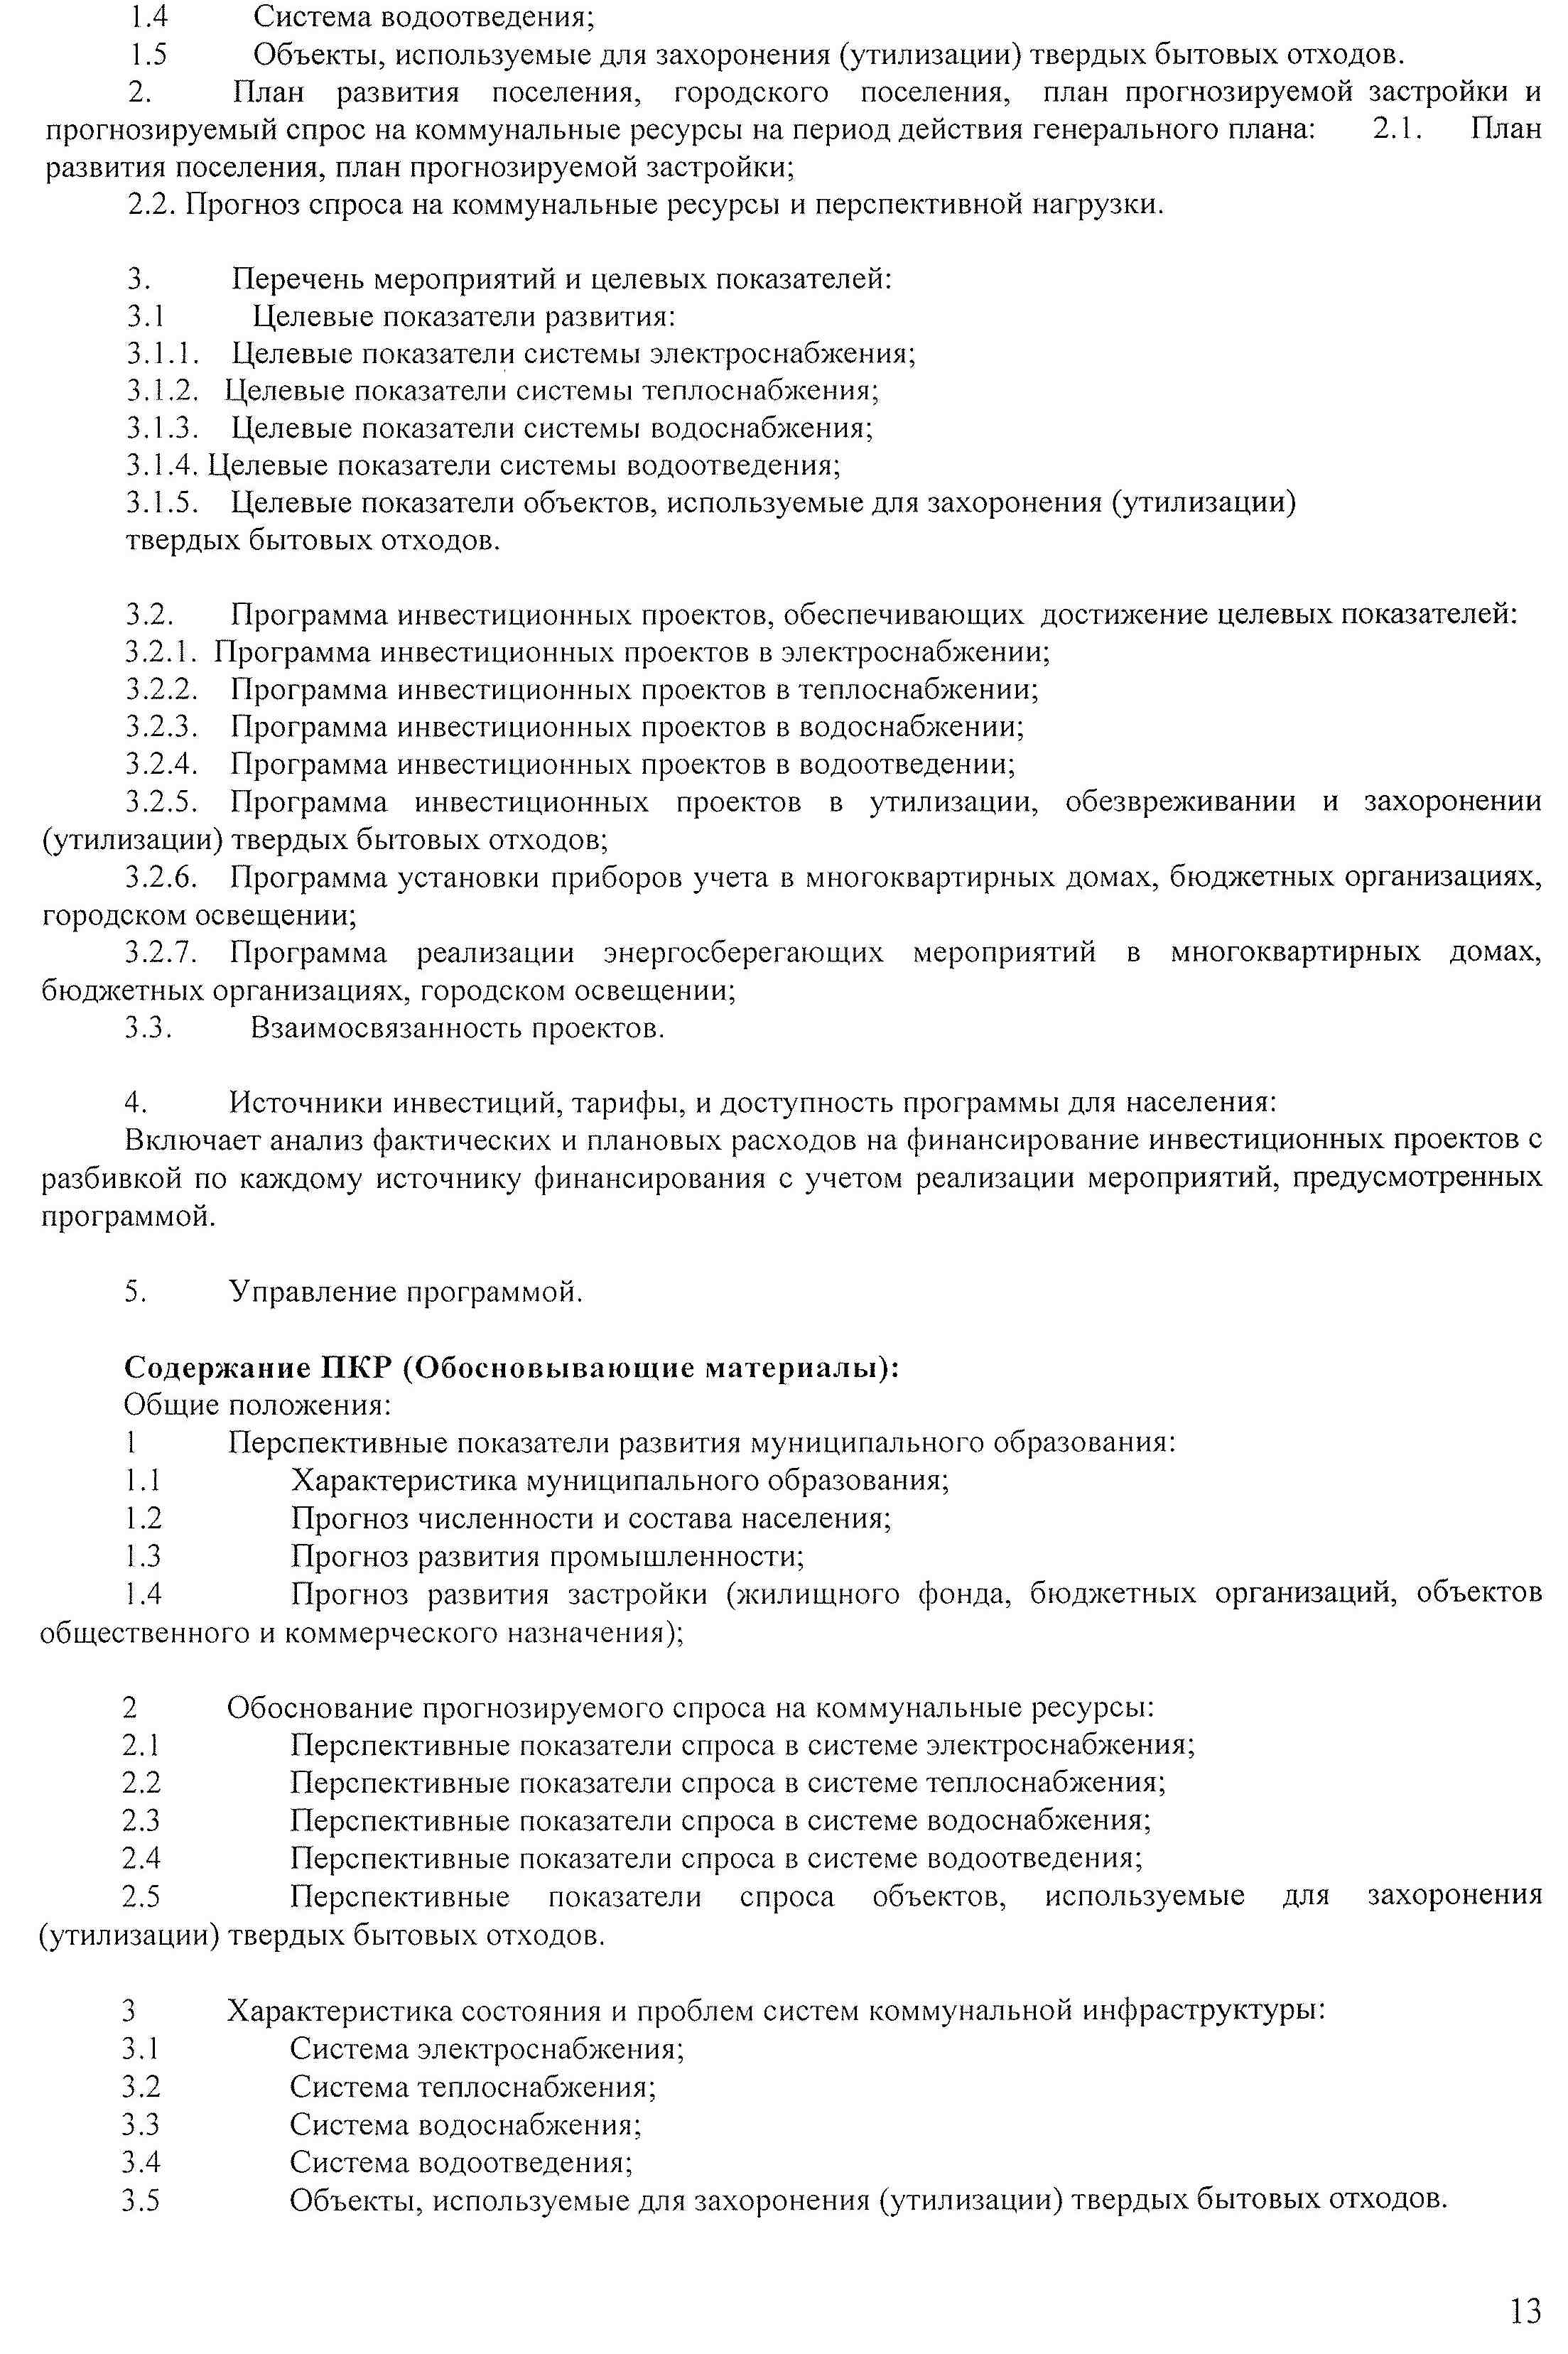 1.4 Система водоотведения;
1.5 Объекты, используемые для захоронения (утилизации) твердых бытовых отходов.
2. План развития поселения, городского поселения, план прогнозируемой застройки и
прогнозируемый спрос на коммунальные ресурсы на период действия генерального плана: 2.1. План
развития поселения, план прогнозируемой застройки;
2.2. Прогноз спроса на коммунальные ресурсы и перспективной нагрузки.
3. Перечень мероприятий и целевых показателей:
3.1 Целевые показатели развития:
3.1.1. Целевые показатели системы электроснабжения;
3.1.2. Целевые показатели системы теплоснабжения;
3.1.3. Целевые показатели системы водоснабжения;
3.1.4. Целевые показатели системы водоотведения;
3.1.5. Целевые показатели объектов, используемые для захоронения (утилизации)
твердых бытовых отходов.
3.2. Программа инвестиционных проектов, обеспечивающих достижение целевых показателей:
3.2.1. Программа инвестиционных проектов в электроснабжении;
3.2.2. Программа инвестиционных проектов в теплоснабжении;
3.2.3. Программа инвестиционных проектов в водоснабжении;
3.2.4. Программа инвестиционных проектов в водоотведении;
3.2.5. Программа инвестиционных проектов в утилизации, обезвреживании и захоронении
(утилизации) твердых бытовых отходов;
3.2.6. Программа установки приборов учета в многоквартирных домах, бюджетных организациях,
городском освещении;
3.2.7. Программа реализации энергосберегающих мероприятий в многоквартирных домах,
бюджетных организациях, городском освещении;
3.3. Взаимосвязанность проектов.
4. Источники инвестиций, тарифы, и доступность программы для населения:
Включает анализ фактических и плановых расходов на финансирование инвестиционных проектов с
разбивкой по каждому источнику финансирования с учетом реализации мероприятий, предусмотренных
программой.
5. Управление программой.
Содержание ПКР (Обосновывающие материалы):
Общие положения:
1 Перспективные показатели развития муниципального образования:
1.1 Характеристика муниципального образования;
1.2 Прогноз численности и состава населения;
1.3 Прогноз развития промышленности;
1.4 Прогноз развития застройки (жилищного фонда, бюджетных организаций, объектов
общественного и коммерческого назначения);
2 Обоснование прогнозируемого спроса на коммунальные ресурсы:
2.1 Перспективные показатели спроса в системе электроснабжения;
2.2 Перспективные показатели спроса в системе теплоснабжения;
2.3 Перспективные показатели спроса в системе водоснабжения;
2.4 Перспективные показатели спроса в системе водоотведения;
2.5 Перспективные показатели спроса объектов, используемые для захоронения
(утилизации) твердых бытовых отходов.
3 Характеристика состояния и проблем систем коммунальной инфраструктуры:
3.1 Система электроснабжения;
3.2 Система теплоснабжения;
3.3 Система водоснабжения;
3.4 Система водоотведения;
3.5 Объекты, используемые для захоронения (утилизации) твердых бытовых отходов.
13